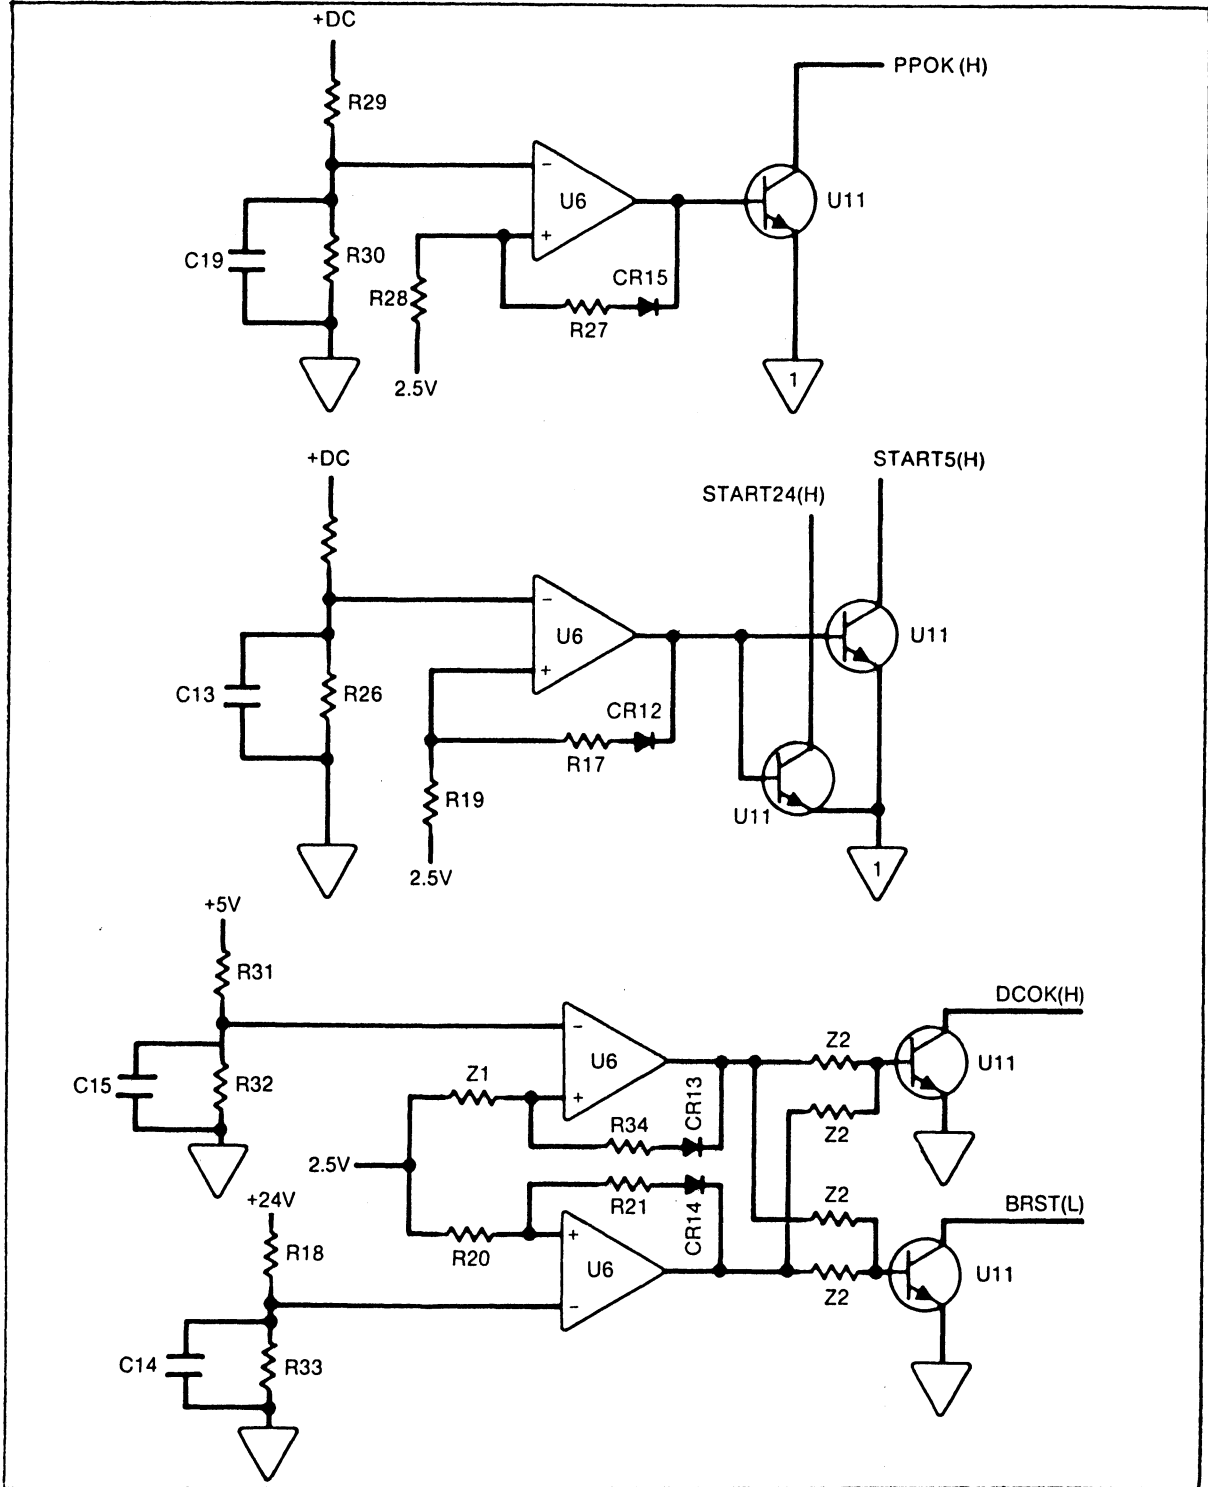 +DC
R29
PPOK (H)
-
U6
U11
C19
R30
+
CR15
R28
R27
2.5V
1
+DC
START5(H)
START24(H)
-
U6
U11
C13
R26
+
CR12
R17
R19
U11
2.5V
1
+5V
R31
DCOK(H)
-
Z2
U6
U11
C15
R32
Z1
+
CR13
R34
Z2
2.5V
+24V
R21
CR14
Z2
BRST(L)
R18
R20
+
U6
U11
-
Z2
C14
R33